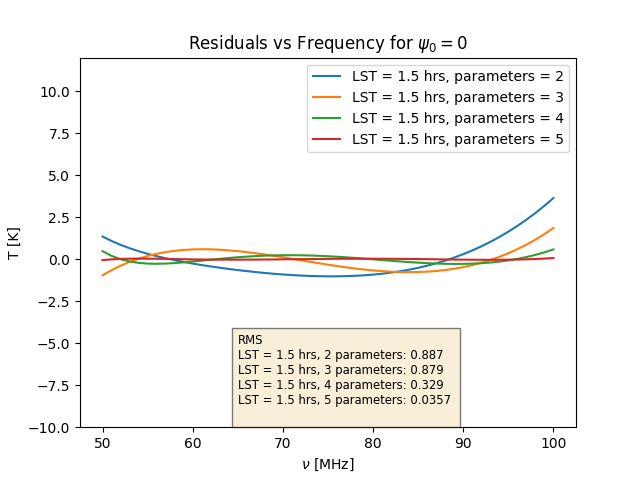 Residuals vs Frequency for ψ₀ = 0
LST = 1.5 hrs, parameters = 2
LST = 1.5 hrs, parameters = 3
LST = 1.5 hrs, parameters = 4
LST = 1.5 hrs, parameters = 5
10.0
7.5
5.0
2.5
0.0
−2.5
−5.0
−7.5
−10.0
T [K]
RMS
LST = 1.5 hrs, 2 parameters: 0.887
LST = 1.5 hrs, 3 parameters: 0.879
LST = 1.5 hrs, 4 parameters: 0.329
LST = 1.5 hrs, 5 parameters: 0.0357
50 60 70 80 90 100
ν [MHz]